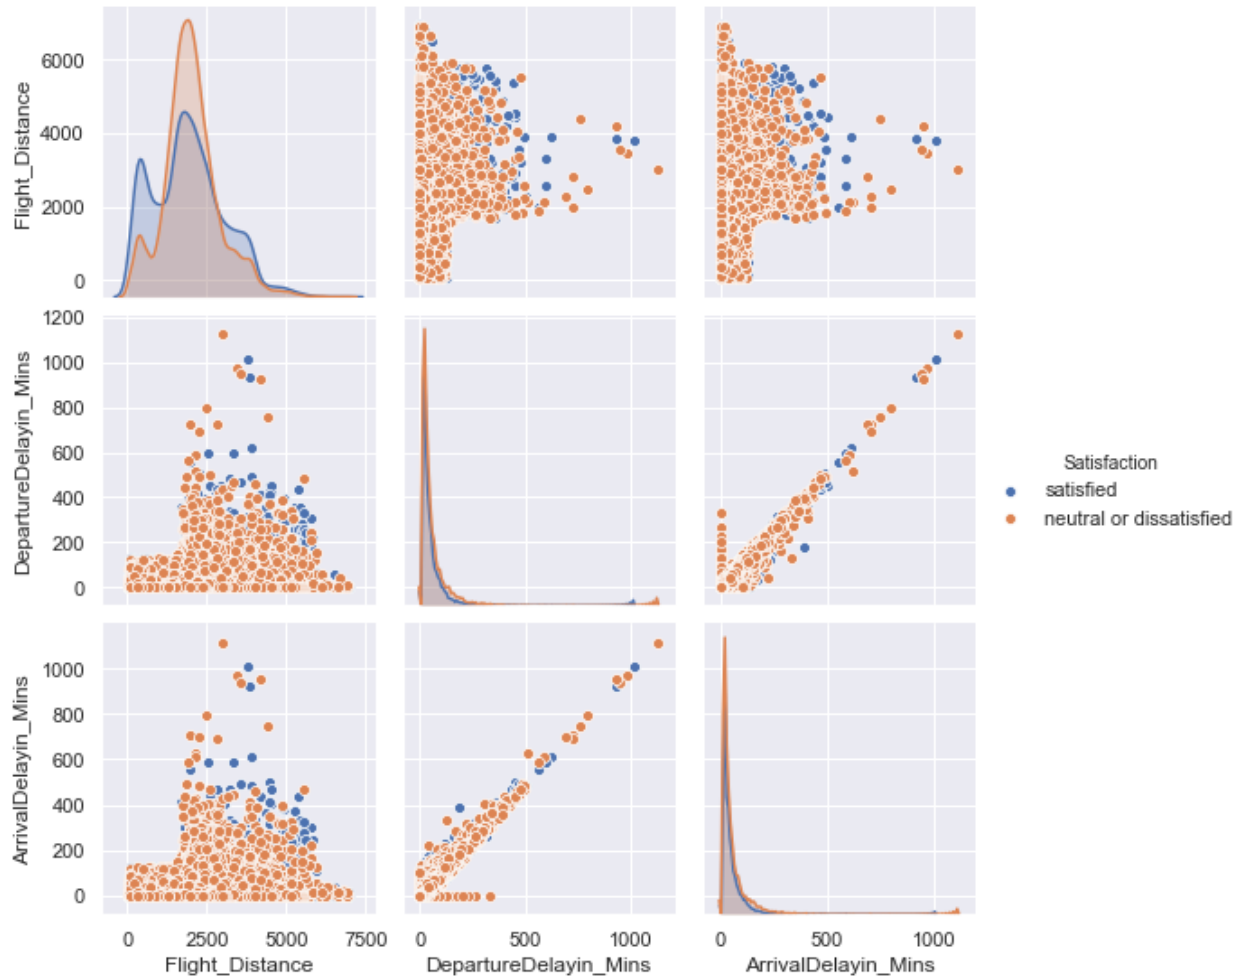 Flight_Distance
6000
4000
2000
0
DepartureDelayin_Mins
1200
1000
800
600
400
200
0
Satisfaction
satisfied
neutral or dissatisfied
ArrivalDelayin_Mins
1000
800
600
400
200
0
0 2500 5000 7500
Flight_Distance
0 500 1000
DepartureDelayin_Mins
0 500 1000
ArrivalDelayin_Mins